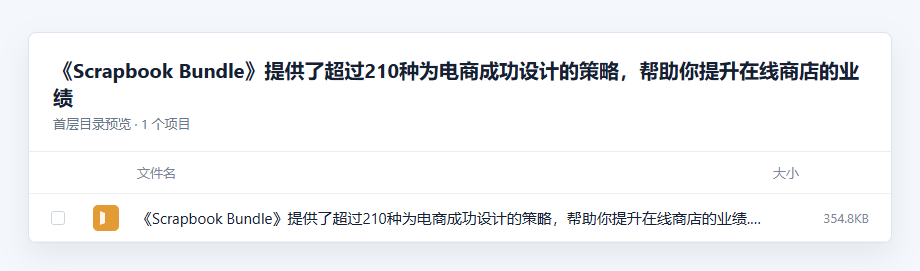 《Scrapbook Bundle》提供了超过210种为电商成功设计的策略，帮助你提升在线商店的业
绩
首层目录预览 · 1 个项目
文件名 大小
《Scrapbook Bundle》提供了超过210种为电商成功设计的策略，帮助你提升在线商店的业绩.... 354.8KB